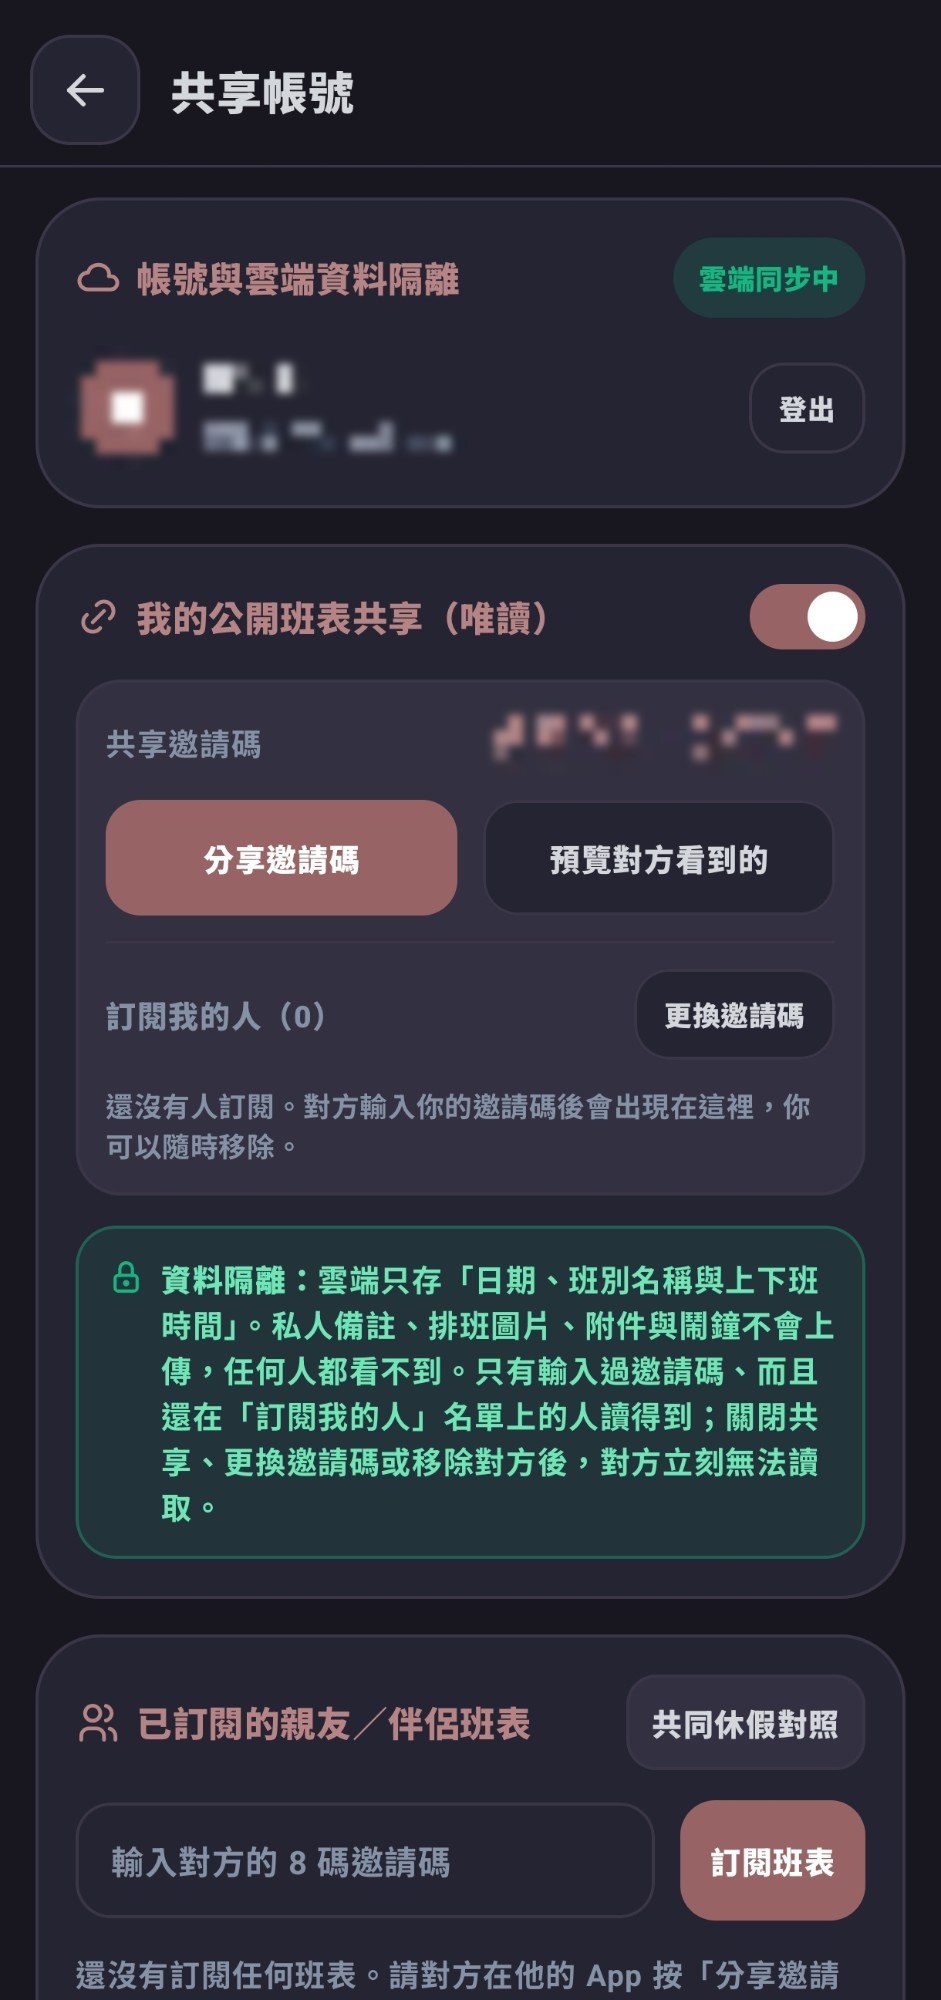 共享帳號
帳號與雲端資料隔離
雲端同步中
登出
我的公開班表共享（唯讀）
共享邀請碼
分享邀請碼
預覽對方看到的
訂閱我的人（0）
更換邀請碼
還沒有人訂閱。對方輸入你的邀請碼後會出現在這裡，你
可以隨時移除。
資料隔離：雲端只存「日期、班別名稱與上下班
時間」。私人備註、排班圖片、附件與鬧鐘不會上
傳，任何人都看不到。只有輸入過邀請碼、而且
還在「訂閱我的人」名單上的人讀得到；關閉共
享、更換邀請碼或移除對方後，對方立刻無法讀
取。
已訂閱的親友／伴侶班表
共同休假對照
輸入對方的 8 碼邀請碼
訂閱班表
還沒有訂閱任何班表。請對方在他的 App 按「分享邀請